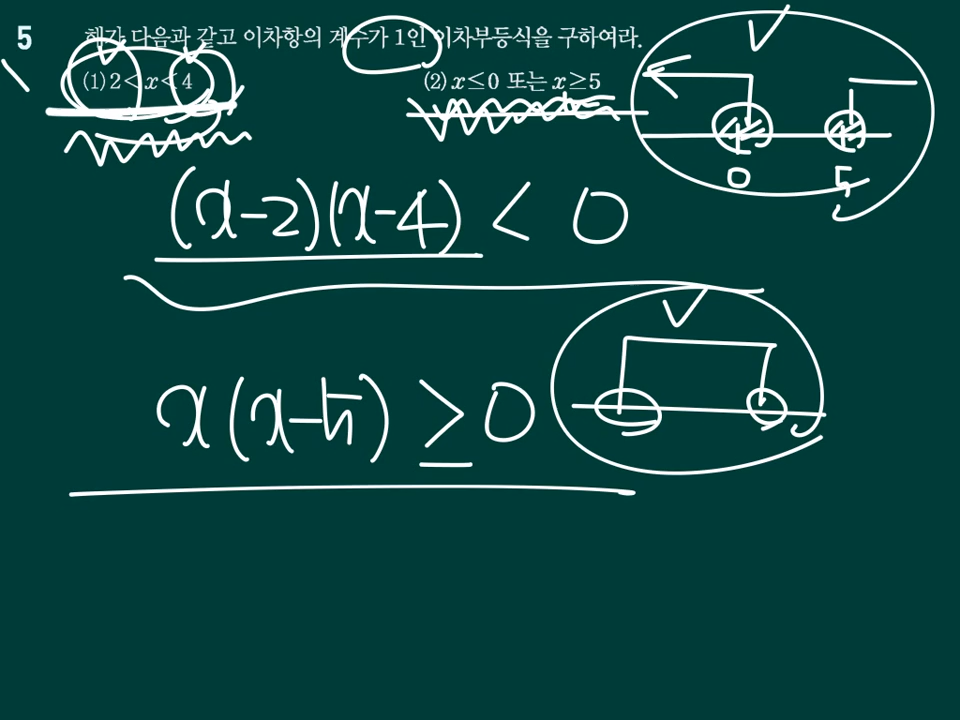 5 해가 다음과 같고 이차항의 계수가 1인 이차부등식을 구하여라.
(1) 2<x<4 (2) x≤0 또는 x≥5
0 5
(x-2)(x-4) < 0
x(x-5) ≥ 0